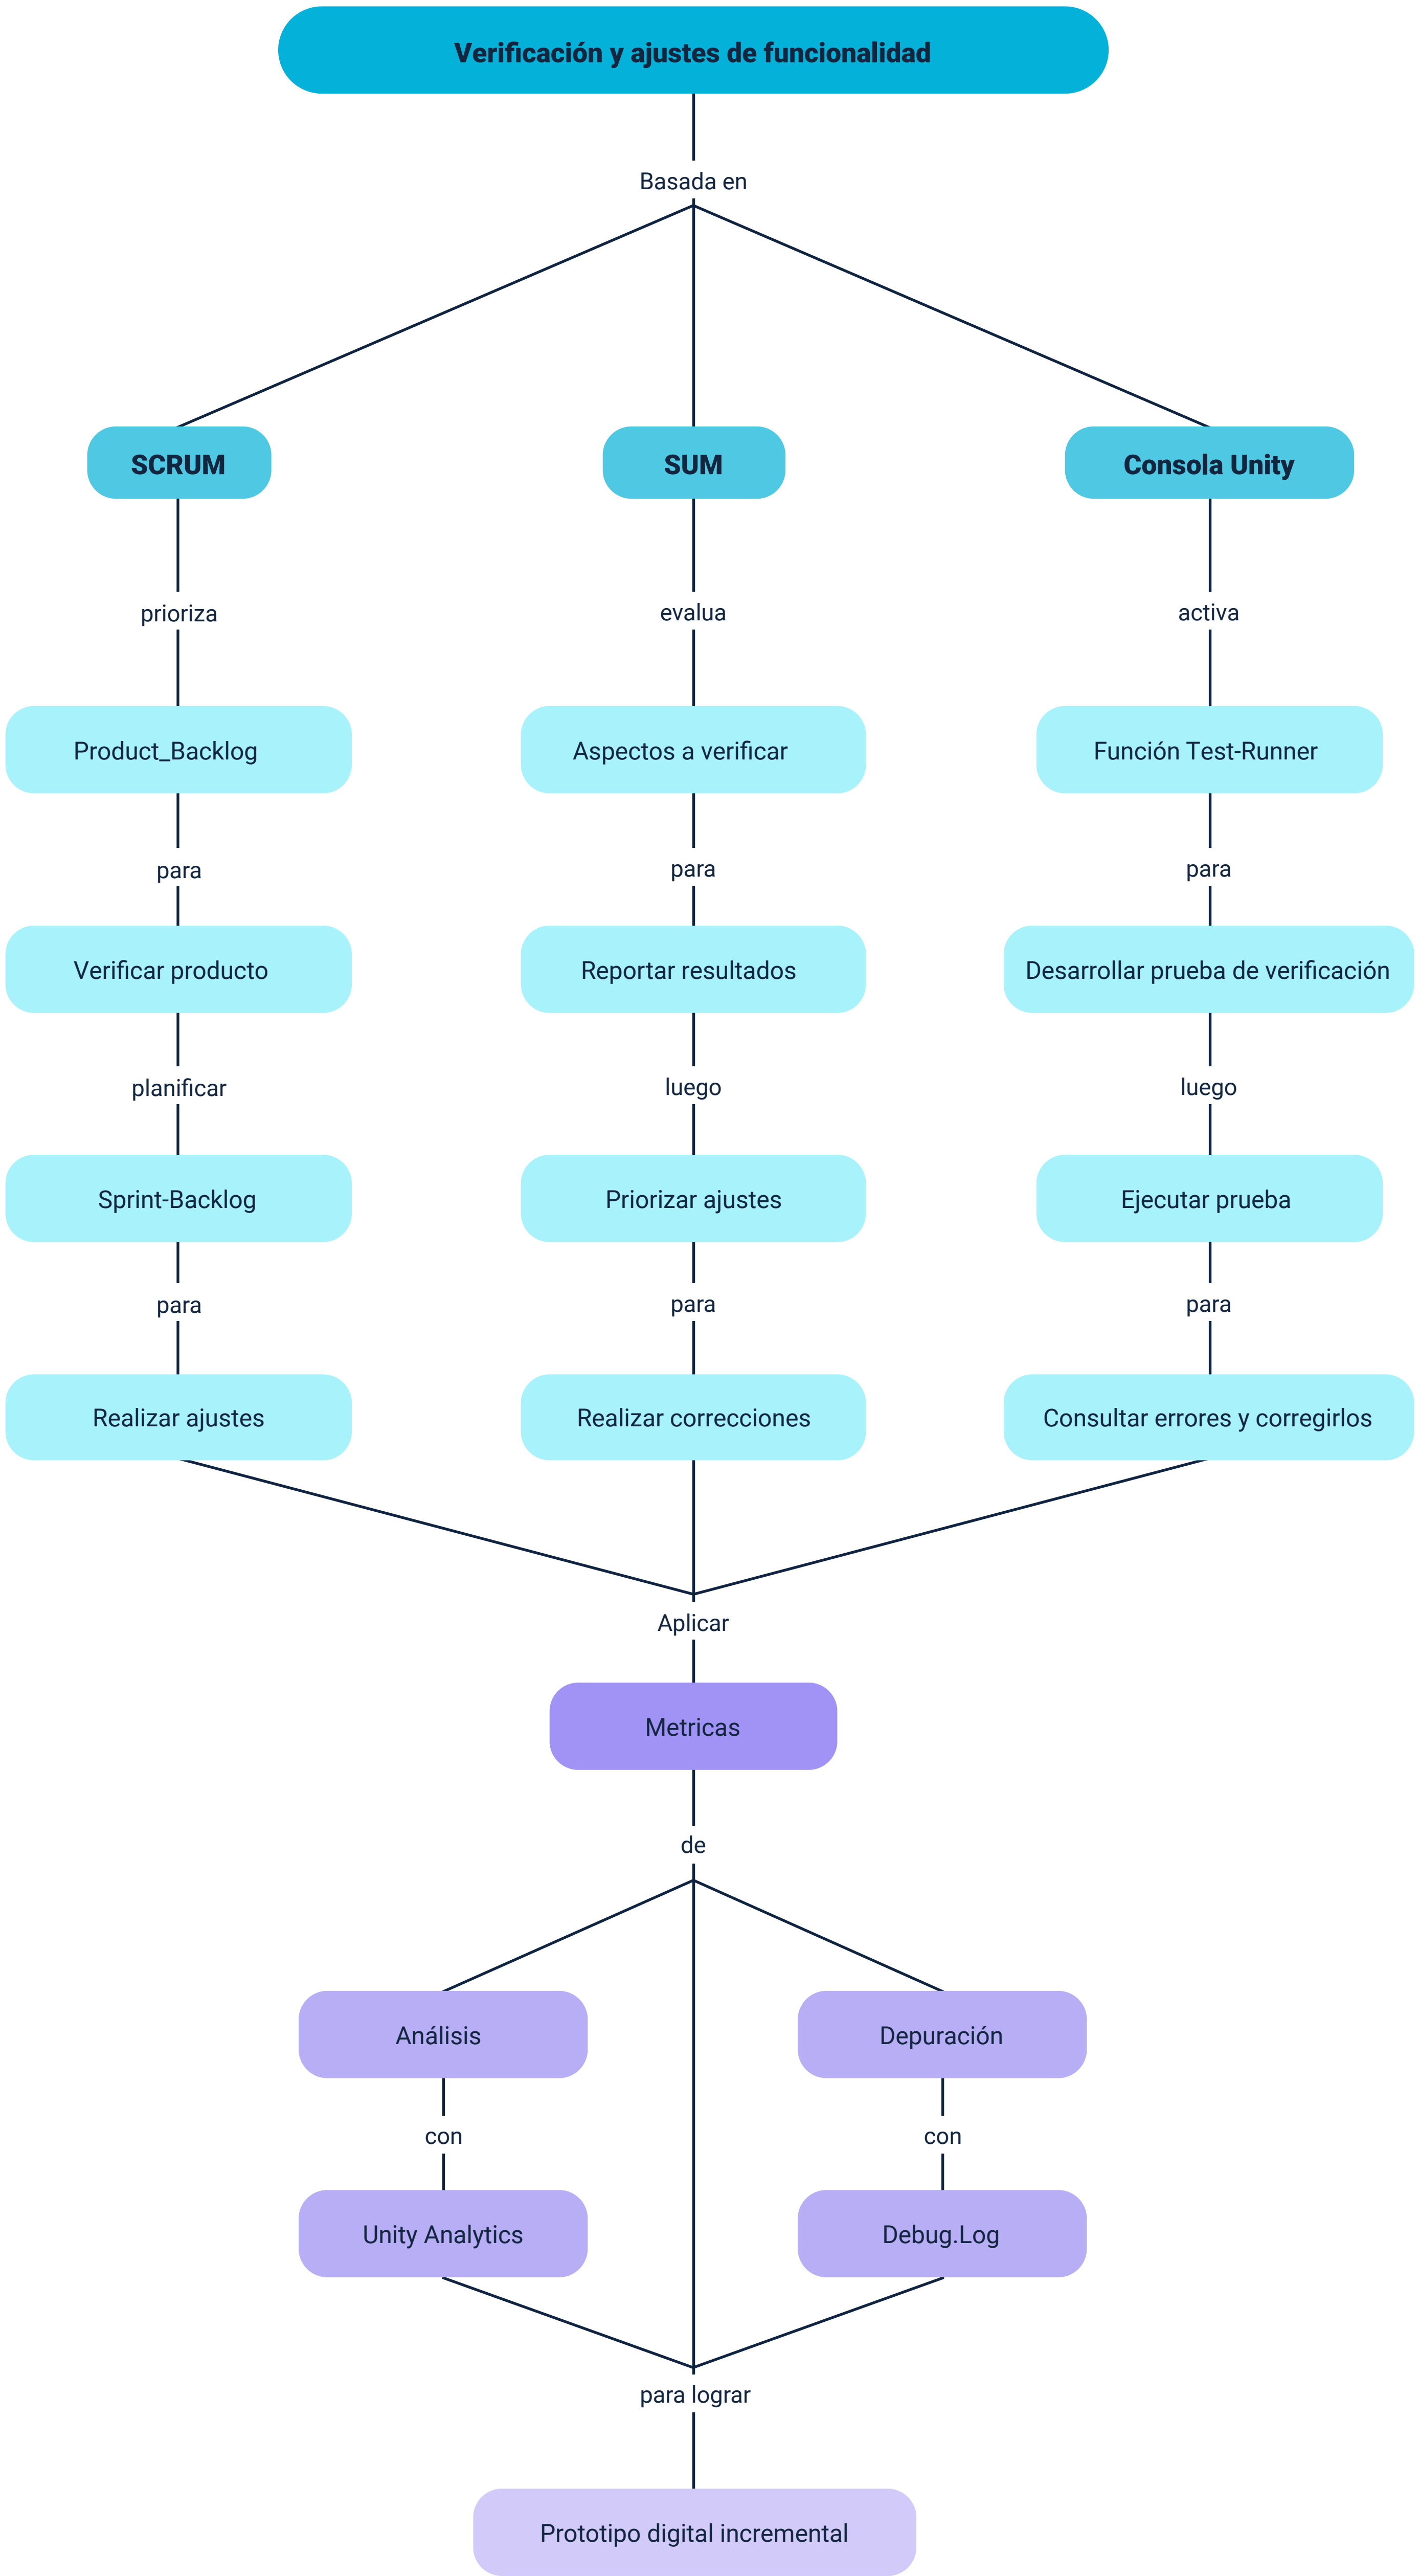 Verificación y ajustes de funcionalidad
Basada en
SCRUM
SUM
Consola Unity
prioriza
evalua
activa
Product_Backlog
Aspectos a verificar
Función Test-Runner
para
para
para
Verificar producto
Reportar resultados
Desarrollar prueba de verificación
planificar
luego
luego
Sprint-Backlog
Priorizar ajustes
Ejecutar prueba
para
para
para
Realizar ajustes
Realizar correcciones
Consultar errores y corregirlos
Aplicar
Metricas
de
Análisis
Depuración
con
con
Unity Analytics
Debug.Log
para lograr
Prototipo digital incremental